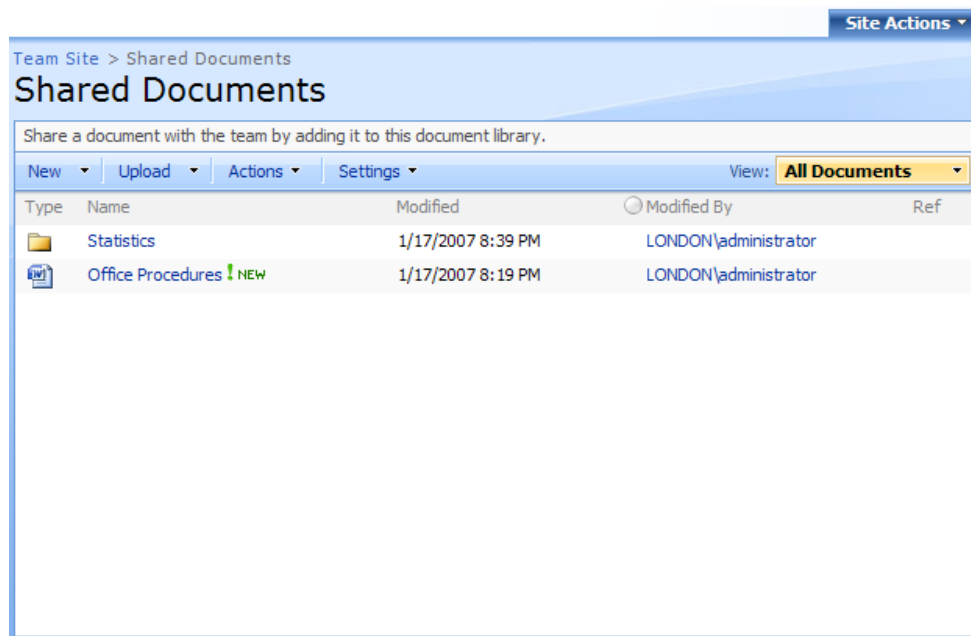 Site Actions
Team Site > Shared Documents
Shared Documents
Share a document with the team by adding it to this document library.
New Upload Actions Settings View: All Documents
Type Name Modified Modified By Ref
Statistics 1/17/2007 8:39 PM LONDON\administrator
Office Procedures ! NEW 1/17/2007 8:19 PM LONDON\administrator